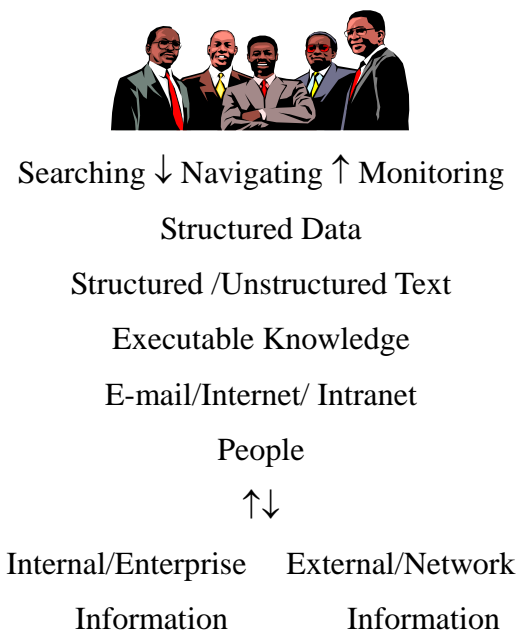 Searching ↓ Navigating ↑ Monitoring
Structured Data
Structured /Unstructured Text
Executable Knowledge
E-mail/Internet/ Intranet
People
↑↓
Internal/Enterprise External/Network
Information Information